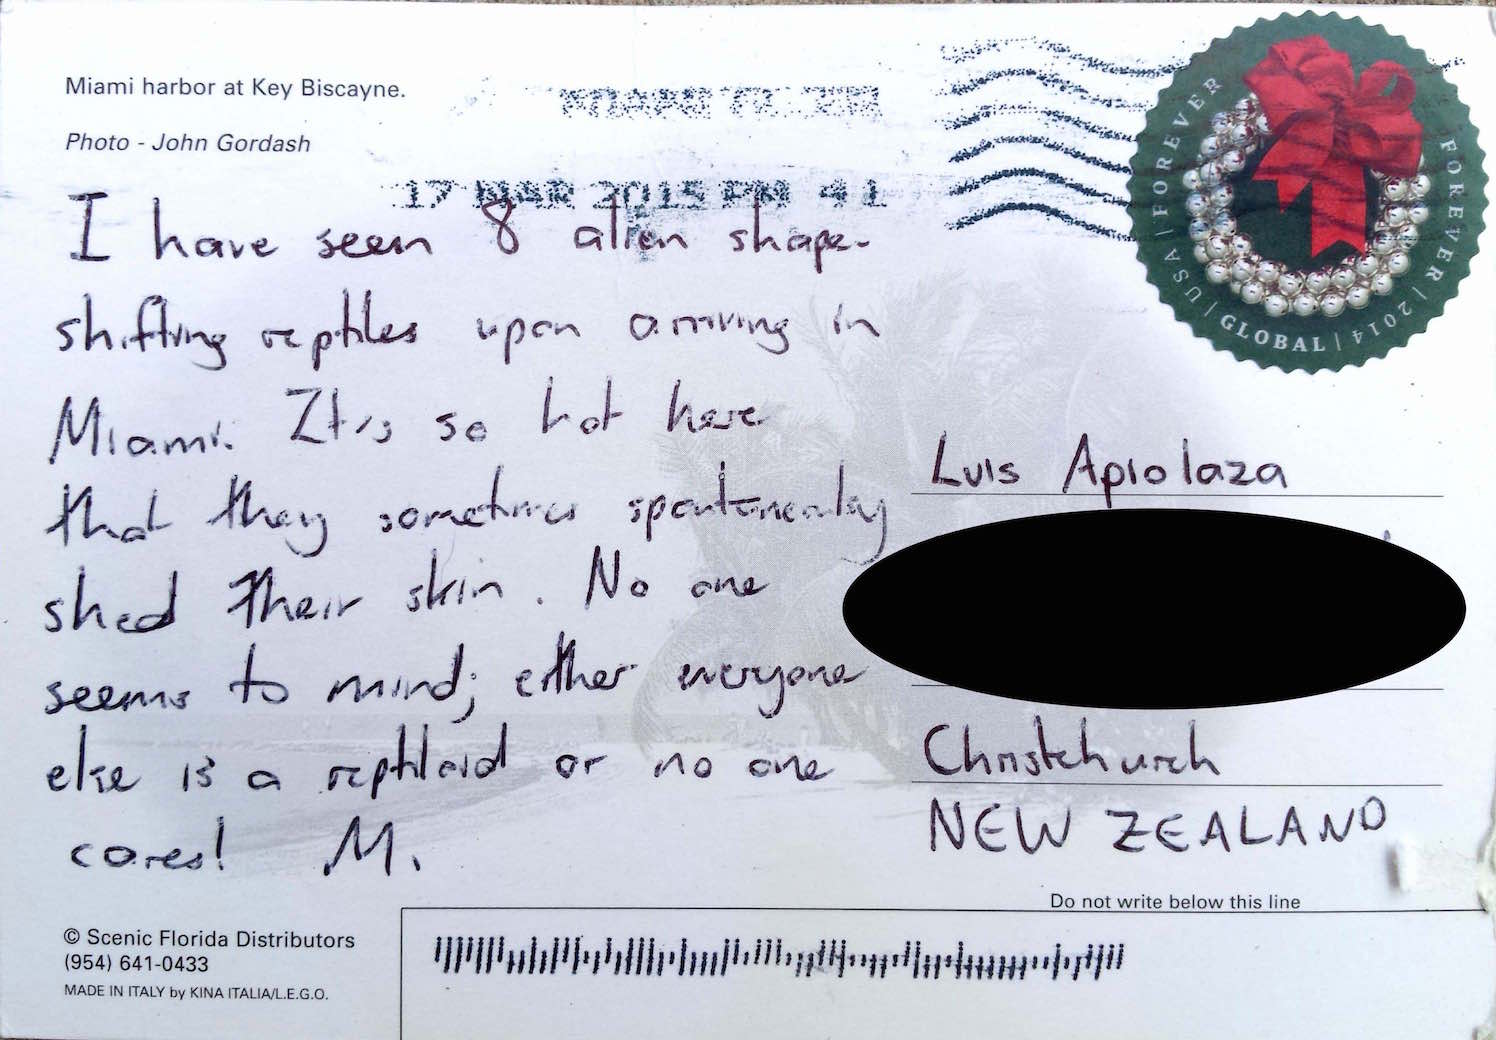 Miami harbor at Key Biscayne.
Photo - John Gordash
17 MAR 2015 PM 4 1
I have seen 8 alien shape-
shifting reptiles upon arriving in
Miami. It's so hot here
that they sometimes spontaneously
shed their skin. No one
seems to mind; either everyone
else is a reptiloid or no one
cares! M.
USA | FOREVER
FOREVER | 2014 |
| GLOBAL |
Luis Apiolaza
Christchurch
NEW ZEALAND
Do not write below this line
© Scenic Florida Distributors
(954) 641-0433
MADE IN ITALY by KINA ITALIA/L.E.G.O.